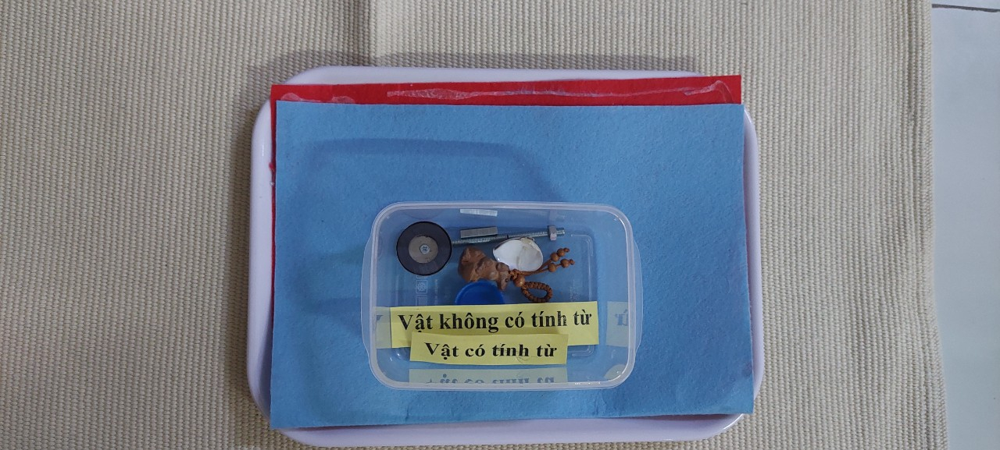 Vật không có tính từ
Vật có tính từ